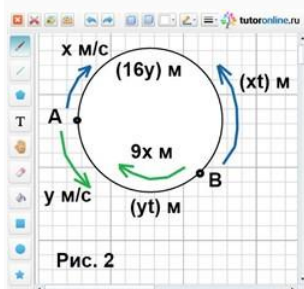 tutoronline.ru
x м/с
(16y) м
(xt) м
A
T
9x м
B
y м/с
(yt) м
Рис. 2